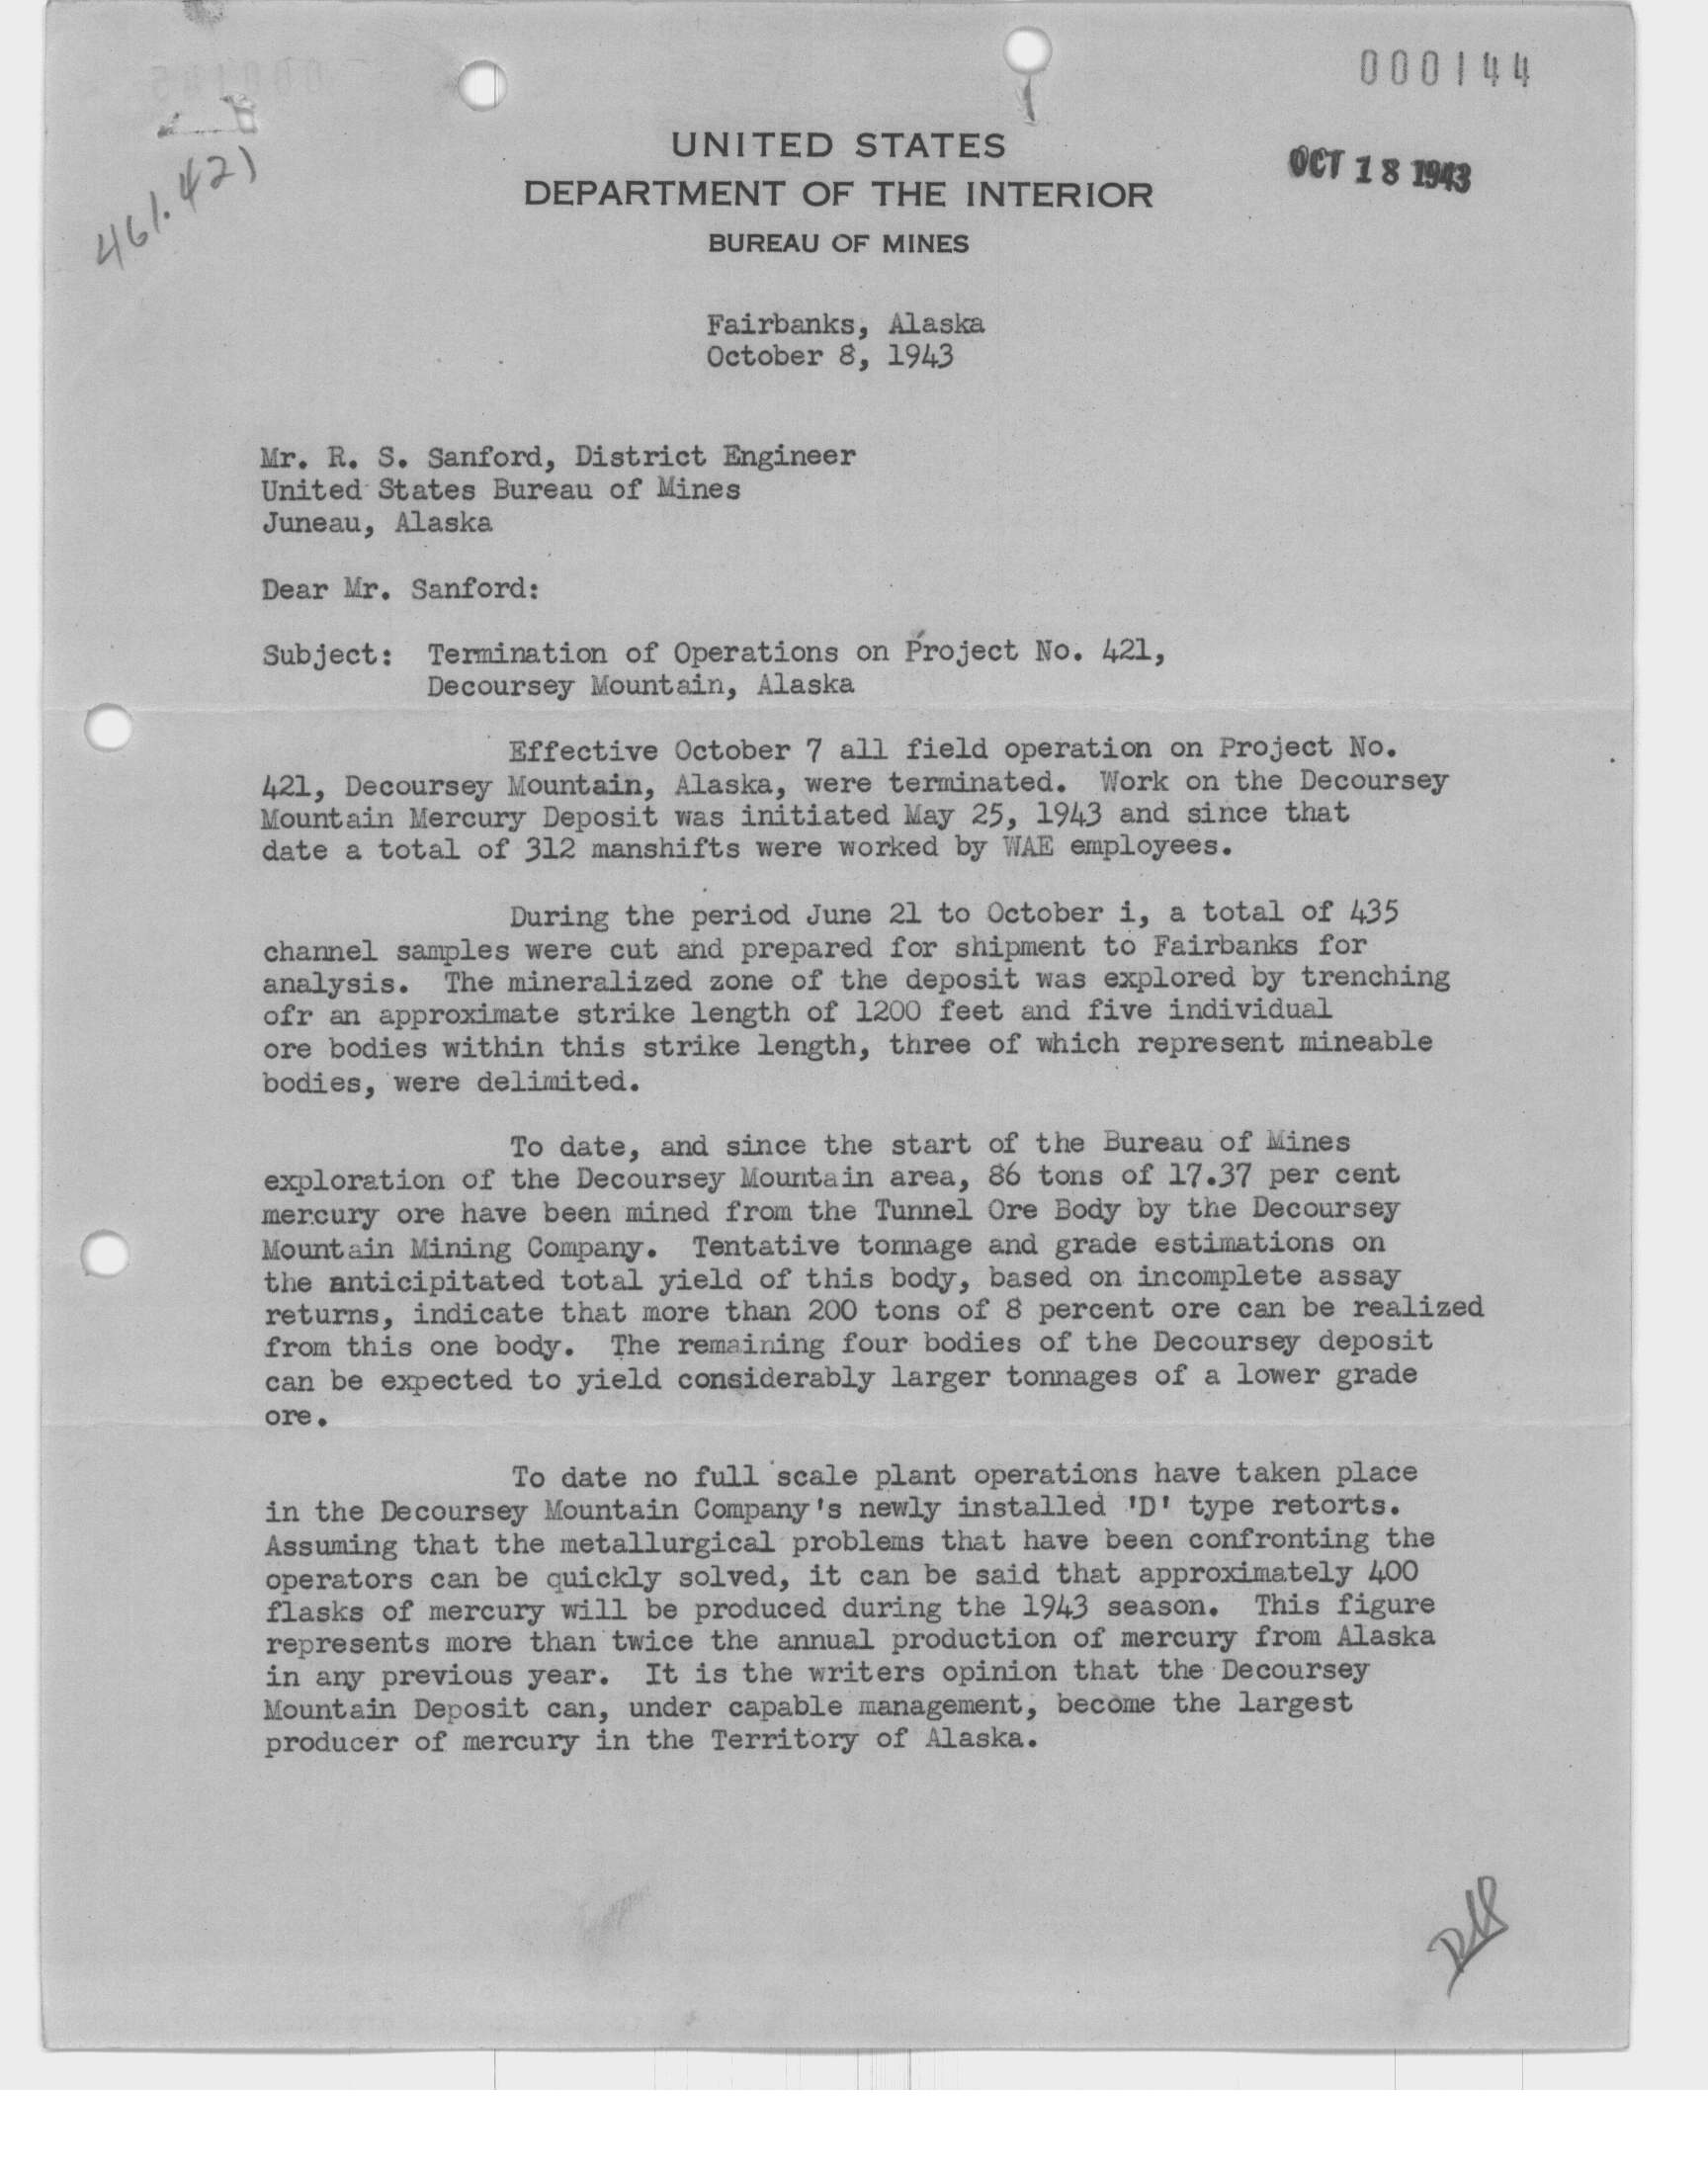 000144
OCT 18 1943
461.421
UNITED STATES
DEPARTMENT OF THE INTERIOR
BUREAU OF MINES
Fairbanks, Alaska
October 8, 1943
Mr. R. S. Sanford, District Engineer
United States Bureau of Mines
Juneau, Alaska
Dear Mr. Sanford:
Subject: Termination of Operations on Project No. 421,
Decoursey Mountain, Alaska
Effective October 7 all field operation on Project No.
421, Decoursey Mountain, Alaska, were terminated. Work on the Decoursey
Mountain Mercury Deposit was initiated May 25, 1943 and since that
date a total of 312 manshifts were worked by WAE employees.
During the period June 21 to October i, a total of 435
channel samples were cut and prepared for shipment to Fairbanks for
analysis. The mineralized zone of the deposit was explored by trenching
ofr an approximate strike length of 1200 feet and five individual
ore bodies within this strike length, three of which represent mineable
bodies, were delimited.
To date, and since the start of the Bureau of Mines
exploration of the Decoursey Mountain area, 86 tons of 17.37 per cent
mercury ore have been mined from the Tunnel Ore Body by the Decoursey
Mountain Mining Company. Tentative tonnage and grade estimations on
the anticipitated total yield of this body, based on incomplete assay
returns, indicate that more than 200 tons of 8 percent ore can be realized
from this one body. The remaining four bodies of the Decoursey deposit
can be expected to yield considerably larger tonnages of a lower grade
ore.
To date no full scale plant operations have taken place
in the Decoursey Mountain Company's newly installed 'D' type retorts.
Assuming that the metallurgical problems that have been confronting the
operators can be quickly solved, it can be said that approximately 400
flasks of mercury will be produced during the 1943 season. This figure
represents more than twice the annual production of mercury from Alaska
in any previous year. It is the writers opinion that the Decoursey
Mountain Deposit can, under capable management, become the largest
producer of mercury in the Territory of Alaska.